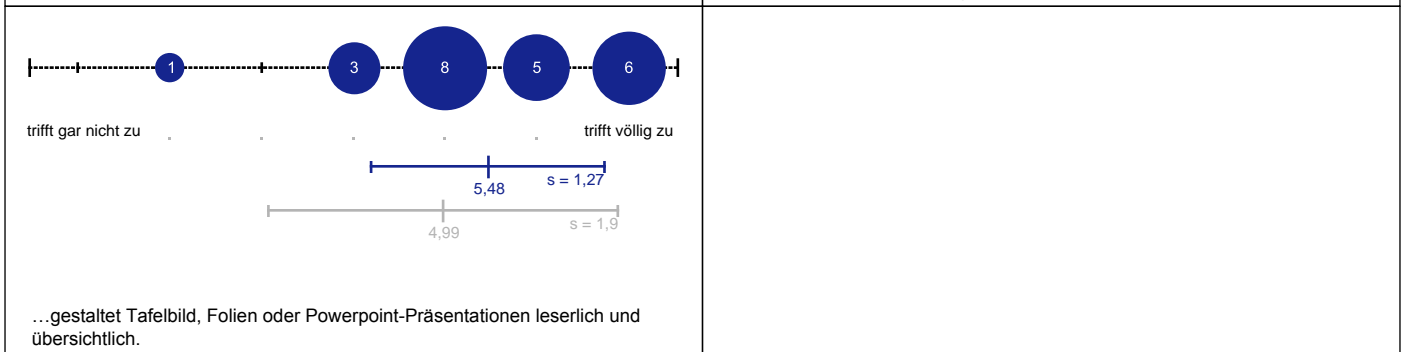 1 3 8 5 6
trifft gar nicht zu . . . . . trifft völlig zu
s = 1,27
5,48
s = 1,9
4,99
…gestaltet Tafelbild, Folien oder Powerpoint-Präsentationen leserlich und
übersichtlich.